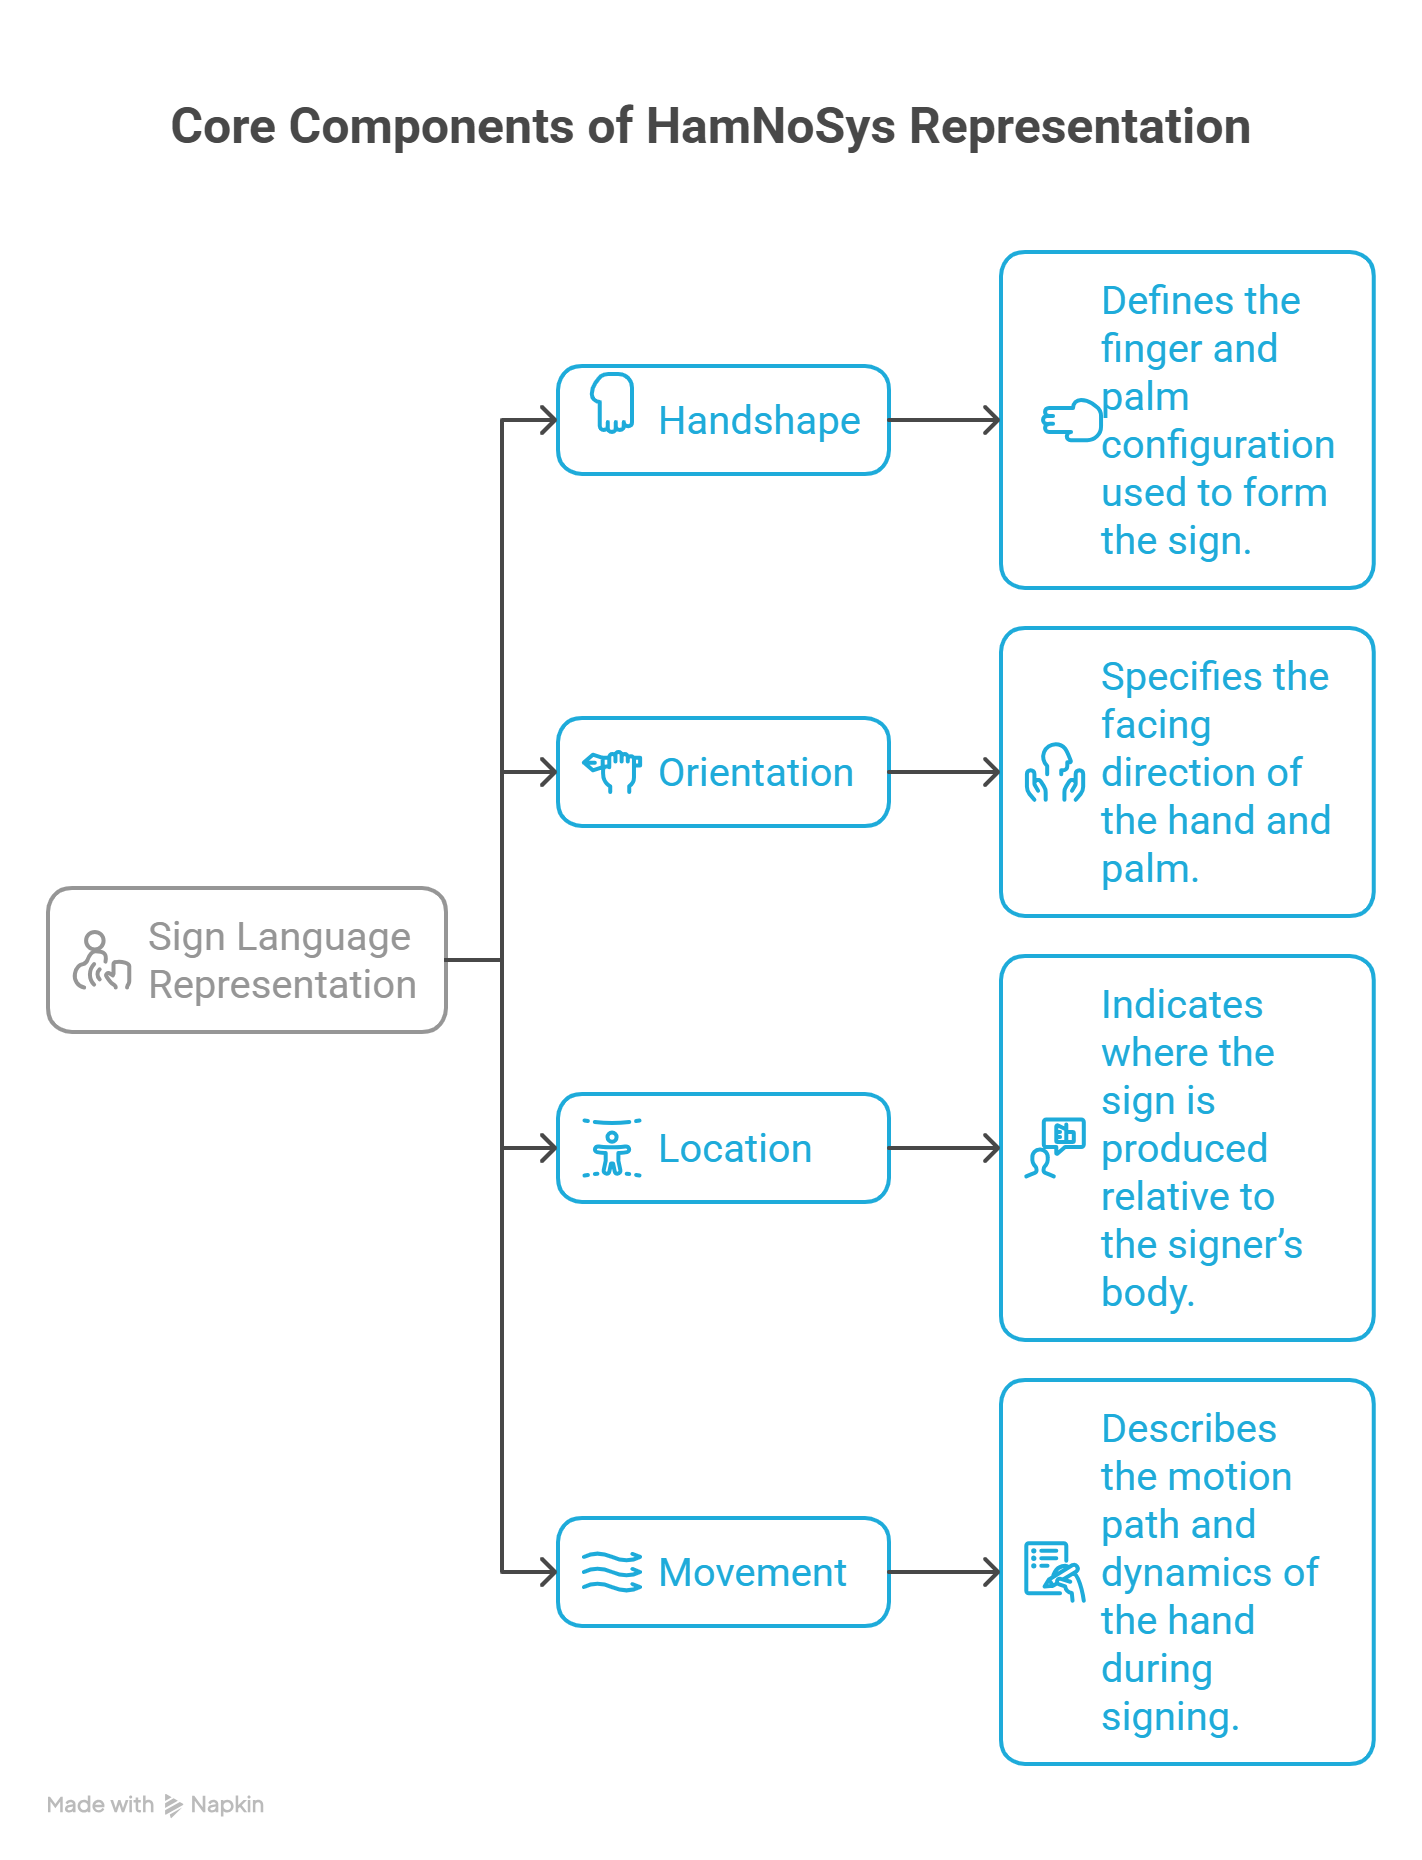 Core Components of HamNoSys Representation
Defines the
finger and
palm
configuration
used to form
the sign.
Handshape
Specifies the
facing
direction of
the hand and
palm.
Orientation
Sign Language
Representation
Indicates
where the
sign is
produced
relative to
the signer’s
body.
Location
Describes
the motion
path and
dynamics of
the hand
during
signing.
Movement
Made with Napkin